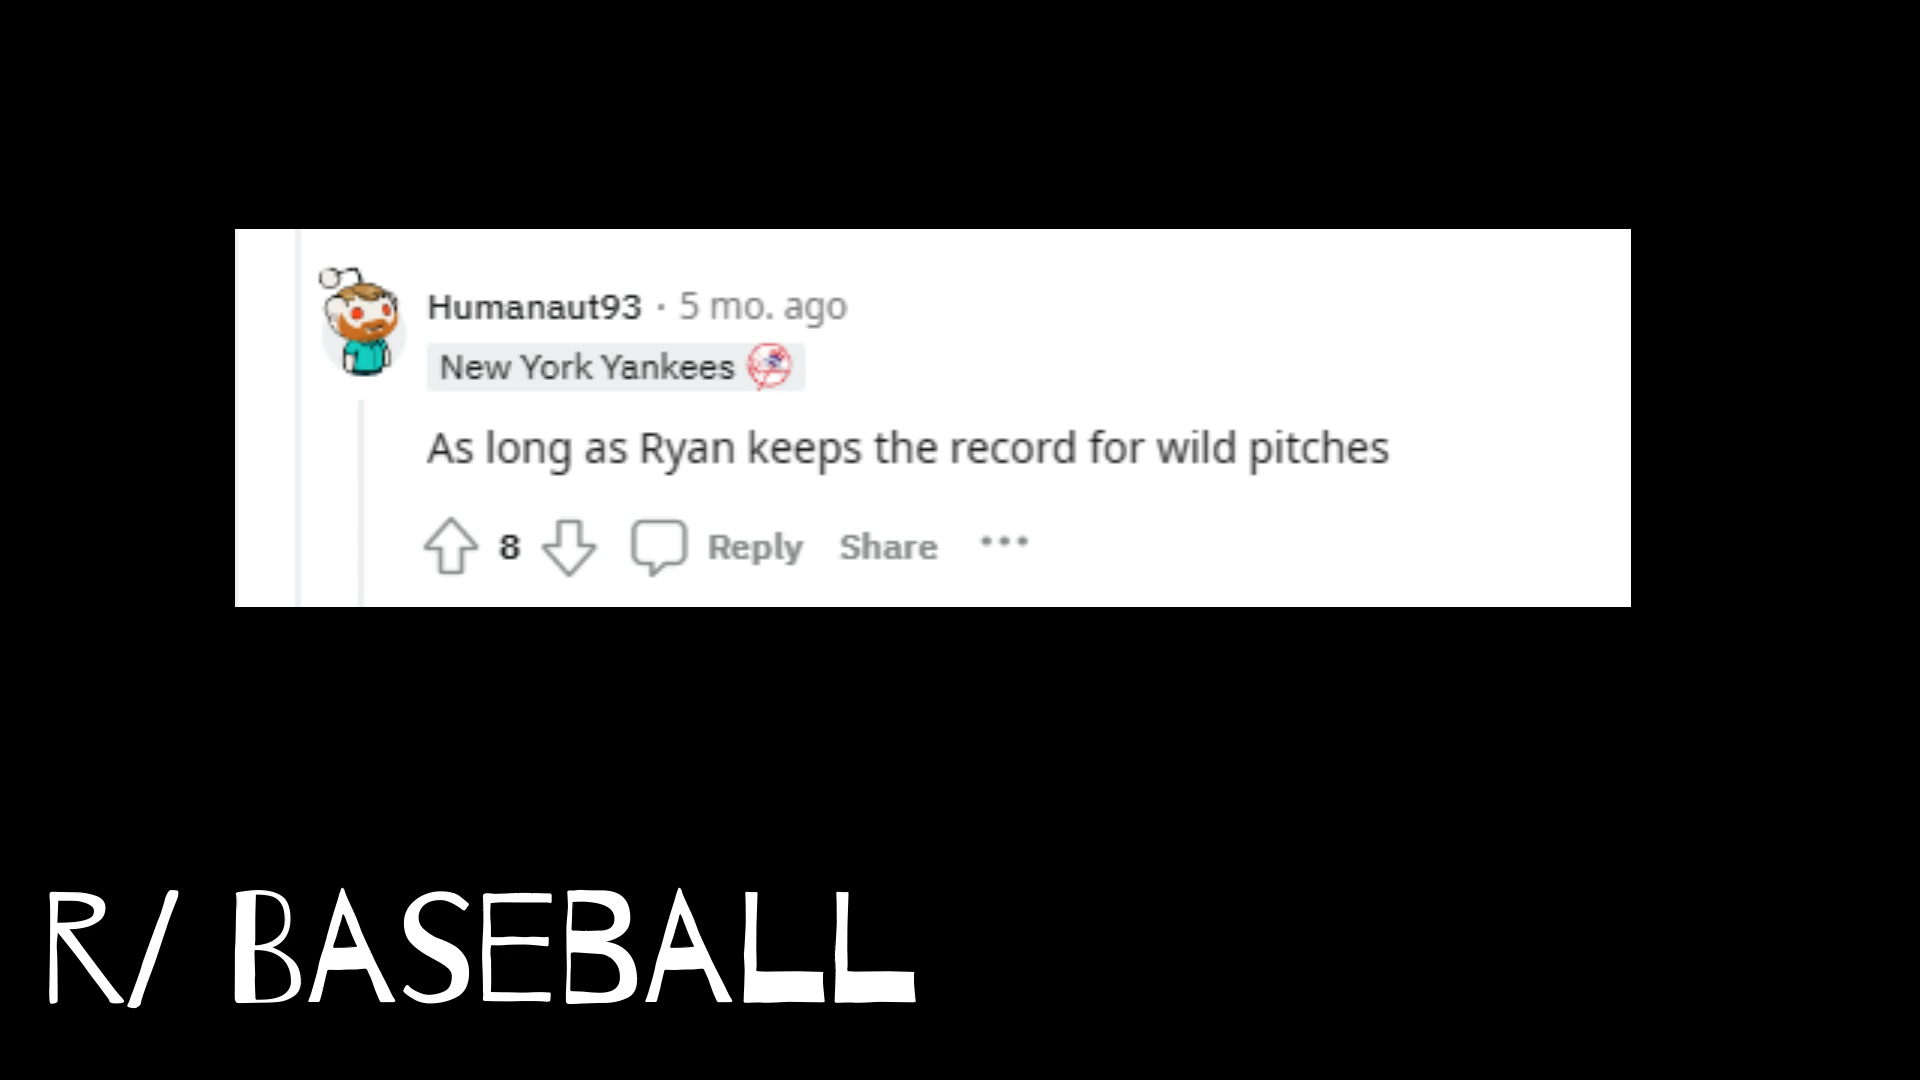 Humanaut93 · 5 mo. ago
New York Yankees
As long as Ryan keeps the record for wild pitches
8 Reply Share ...
R/ BASEBALL